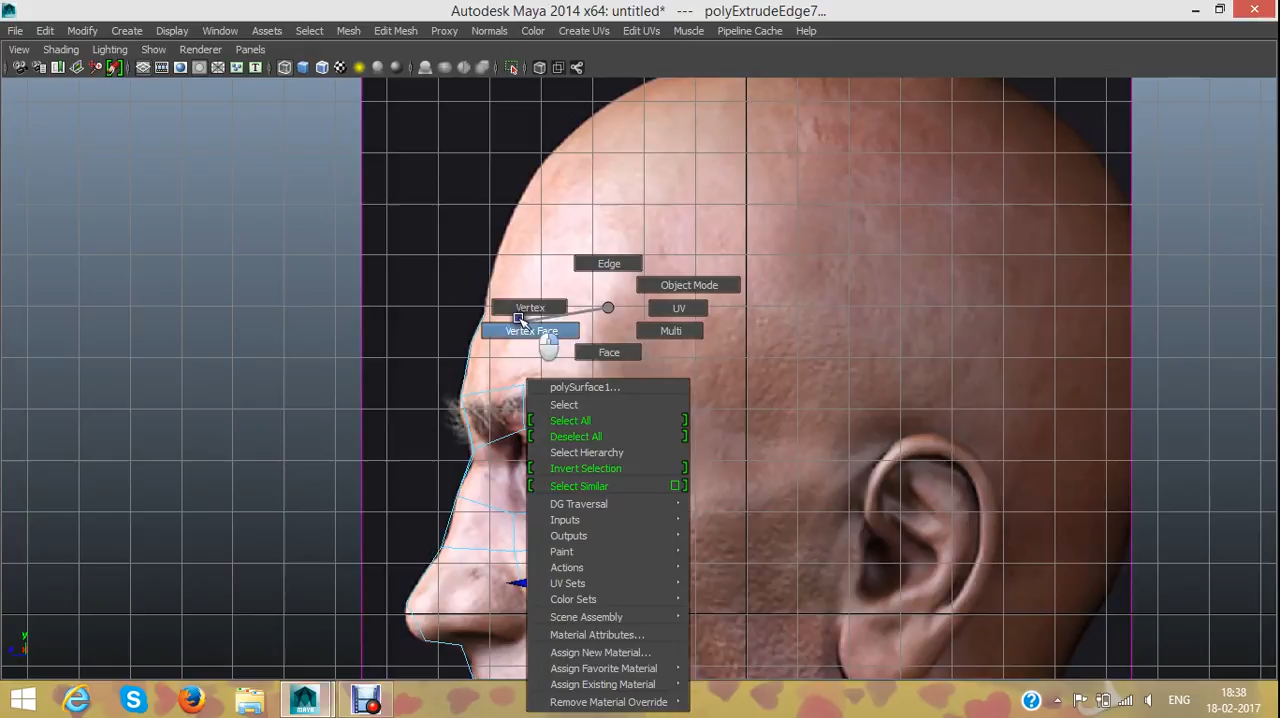 Autodesk Maya 2014 x64: untitled* --- polyExtrudeEdge7...
File Edit Modify Create Display Window Assets Select Mesh Edit Mesh Proxy Normals Color Create UVs Edit UVs Muscle Pipeline Cache Help
View Shading Lighting Show Renderer Panels
Edge
Object Mode
Vertex
UV
Vertex Face
Multi
Face
polySurface1...
Select
Select All
Deselect All
Select Hierarchy
Invert Selection
Select Similar
DG Traversal
Inputs
Outputs
Paint
Actions
UV Sets
Color Sets
Scene Assembly
Material Attributes...
Assign New Material...
Assign Favorite Material
Assign Existing Material
Remove Material Override
y
x
MAYA
ENG
18:38
18-02-2017